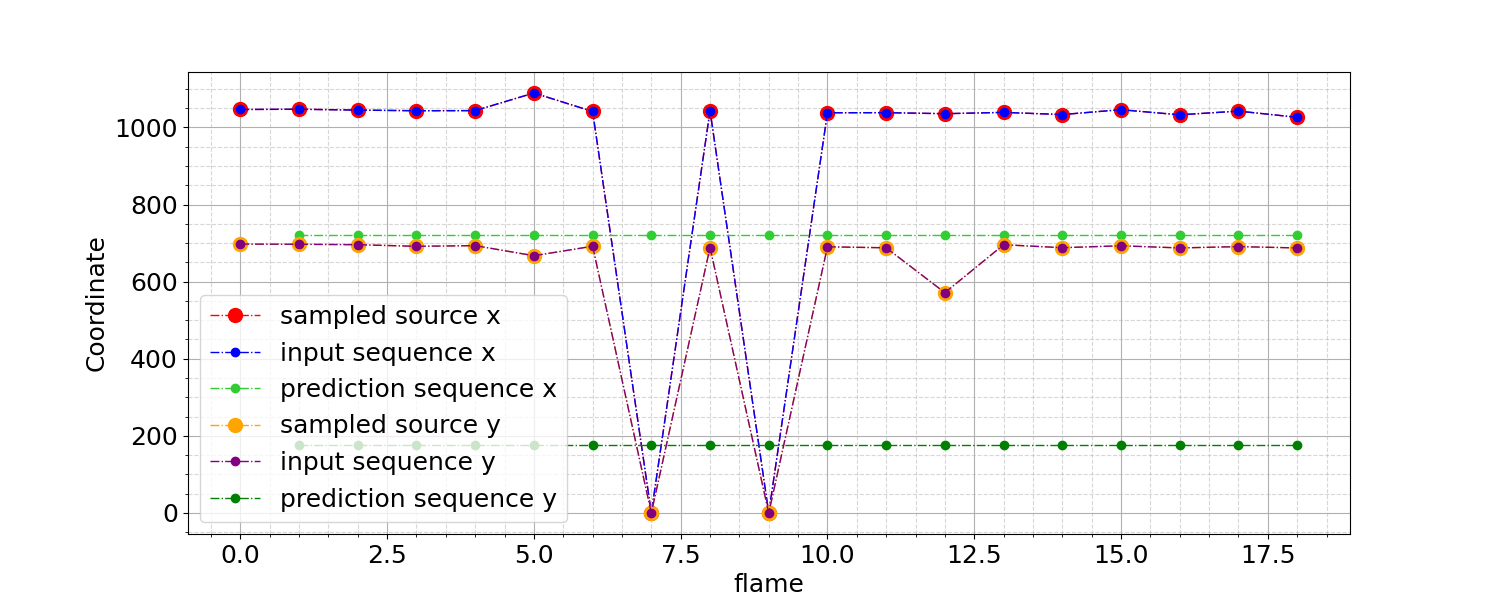 1000
800
600
400
200
0
Coordinate
sampled source x
input sequence x
prediction sequence x
sampled source y
input sequence y
prediction sequence y
0.0 2.5 5.0 7.5 10.0 12.5 15.0 17.5
flame